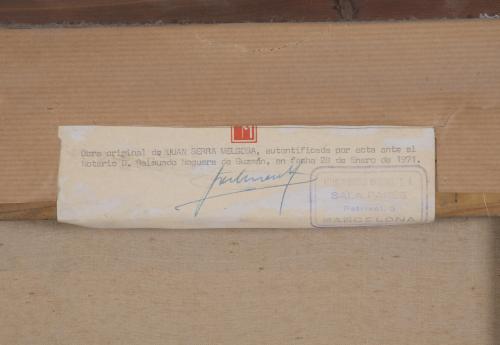 M
Obra original de JUAN SERRA MELGOSA, autentificada por acta ante el
Notario D. Raimundo Noguera de Guzmán, en fecha 28 de Enero de 1971.
SALA PARES
Petritxol, 5
BARCELONA